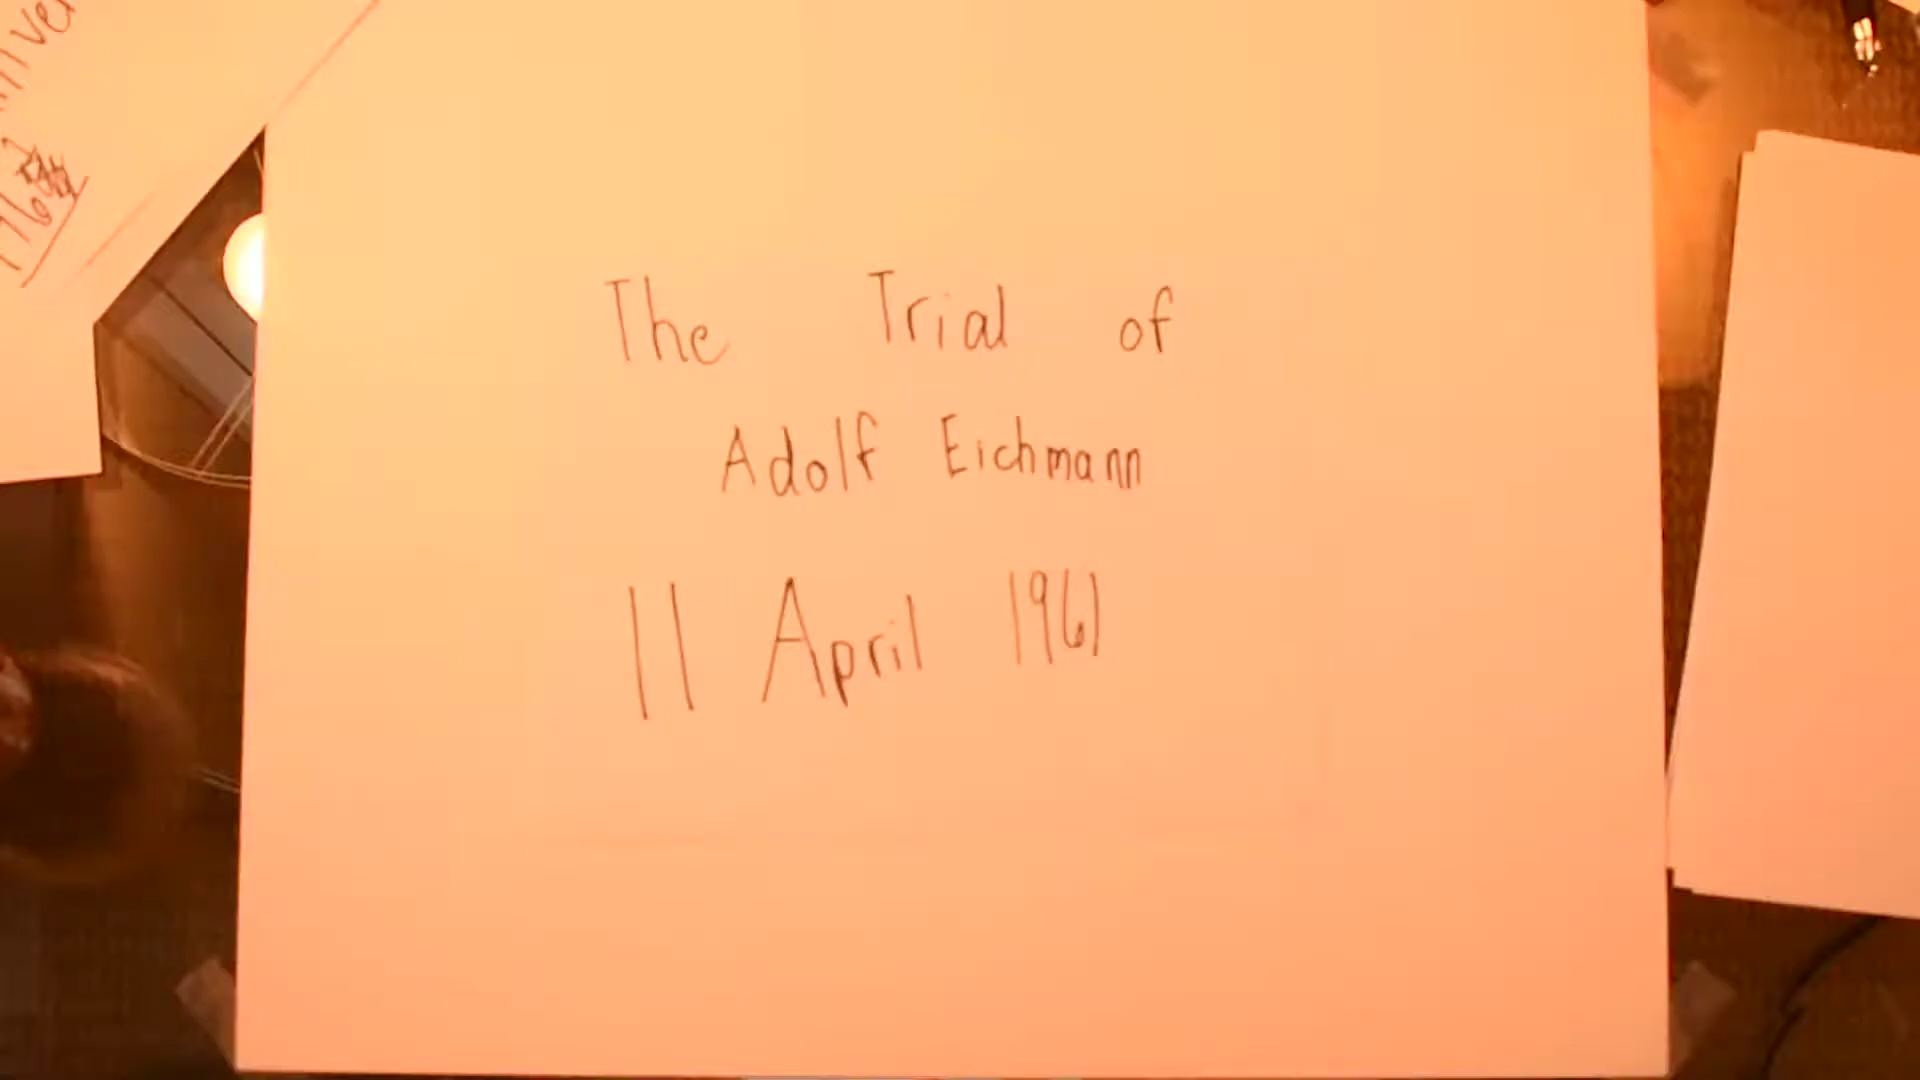 The Trial of
Adolf Eichmann
11 April 1961